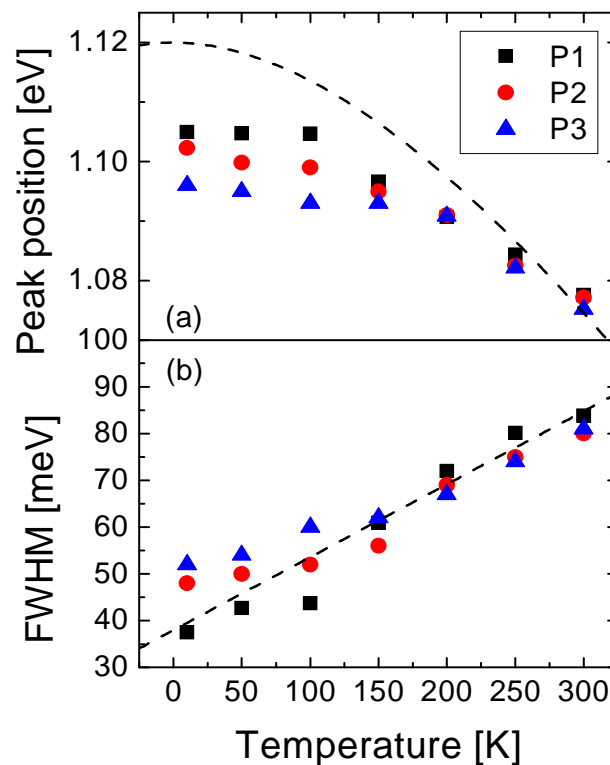 1.12
1.10
1.08
100
Peak position [eV]
P1
P2
P3
(a)
(b)
90
80
70
60
50
40
30
FWHM [meV]
0 50 100 150 200 250 300
Temperature [K]